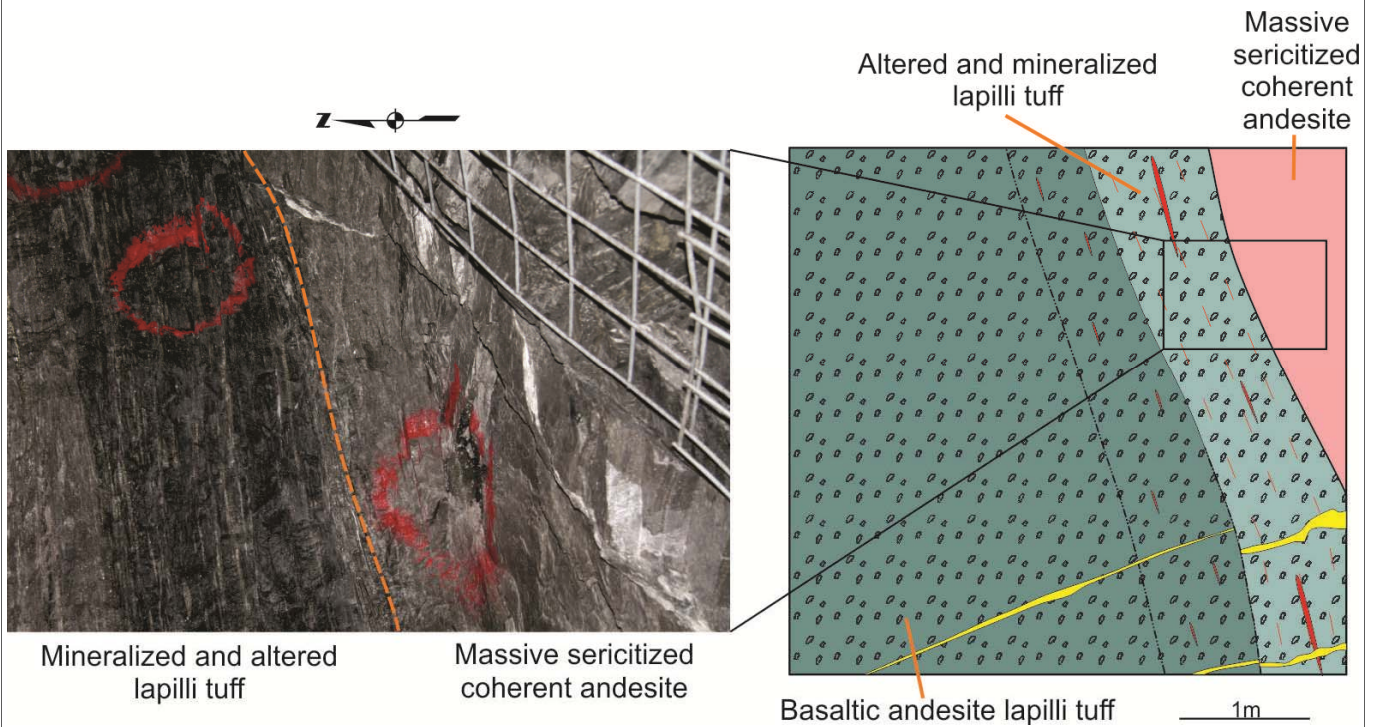 Massive
sericitized
coherent
andesite
Altered and mineralized
lapilli tuff
N
Mineralized and altered
lapilli tuff
Massive sericitized
coherent andesite
Basaltic andesite lapilli tuff
1m